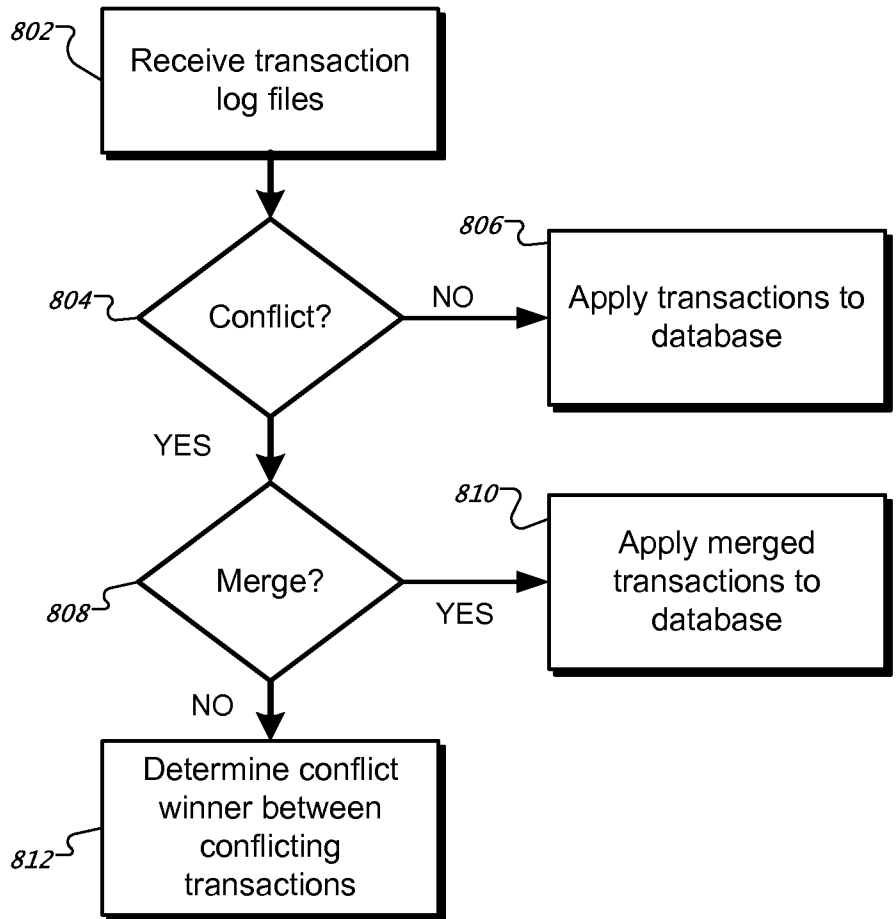 802
Receive transaction
log files
804
Conflict?
NO
806
Apply transactions to
database
YES
808
Merge?
YES
810
Apply merged
transactions to
database
NO
812
Determine conflict
winner between
conflicting
transactions